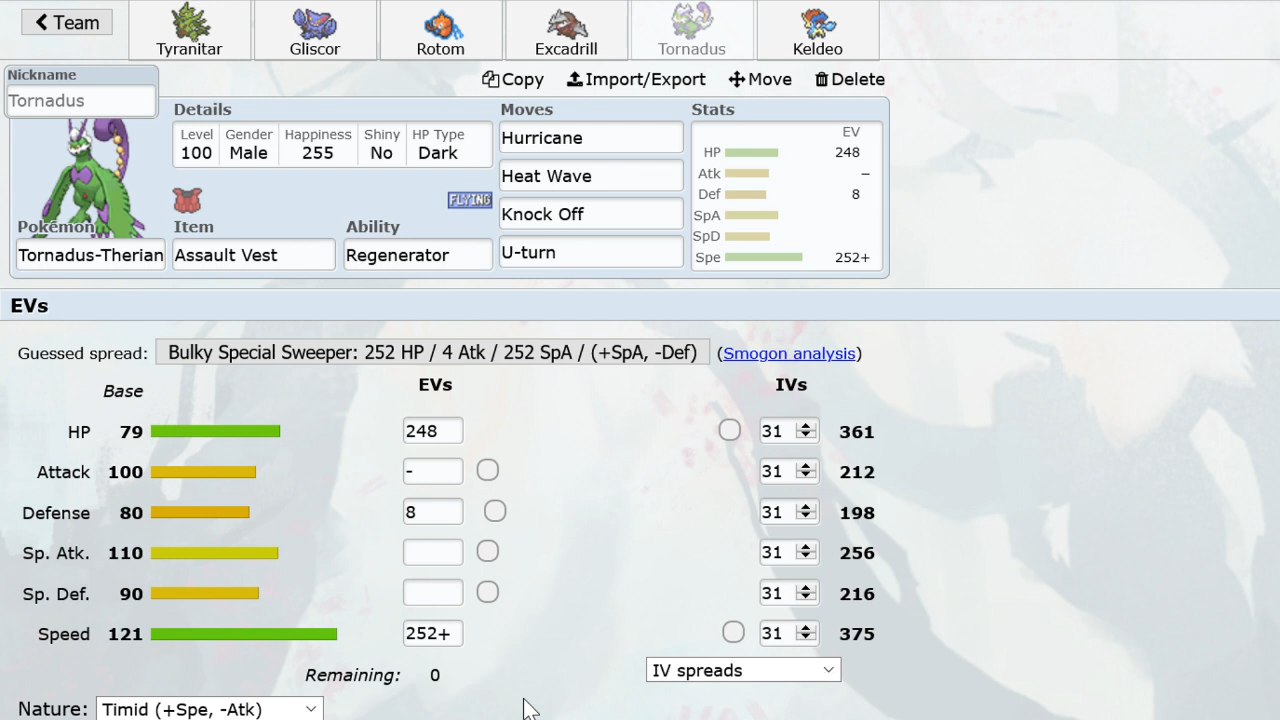 Team
Tyranitar
Gliscor
Rotom
Excadrill
Tornadus
Keldeo
Nickname
Tornadus
Copy
Import/Export
Move
Delete
Details
Moves
Stats
Level
Gender
Happiness
Shiny
HP Type
100
Male
255
No
Dark
Hurricane
Heat Wave
Knock Off
U-turn
EV
HP 248
Atk –
Def 8
SpA
SpD
Spe 252+
FLYING
Pokémon
Item
Ability
Tornadus-Therian
Assault Vest
Regenerator
EVs
Guessed spread: Bulky Special Sweeper: 252 HP / 4 Atk / 252 SpA / (+SpA, -Def) (Smogon analysis)
Base EVs IVs
HP 79 248 31 361
Attack 100 - 31 212
Defense 80 8 31 198
Sp. Atk. 110 31 256
Sp. Def. 90 31 216
Speed 121 252+ 31 375
Remaining: 0
IV spreads
Nature: Timid (+Spe, -Atk)